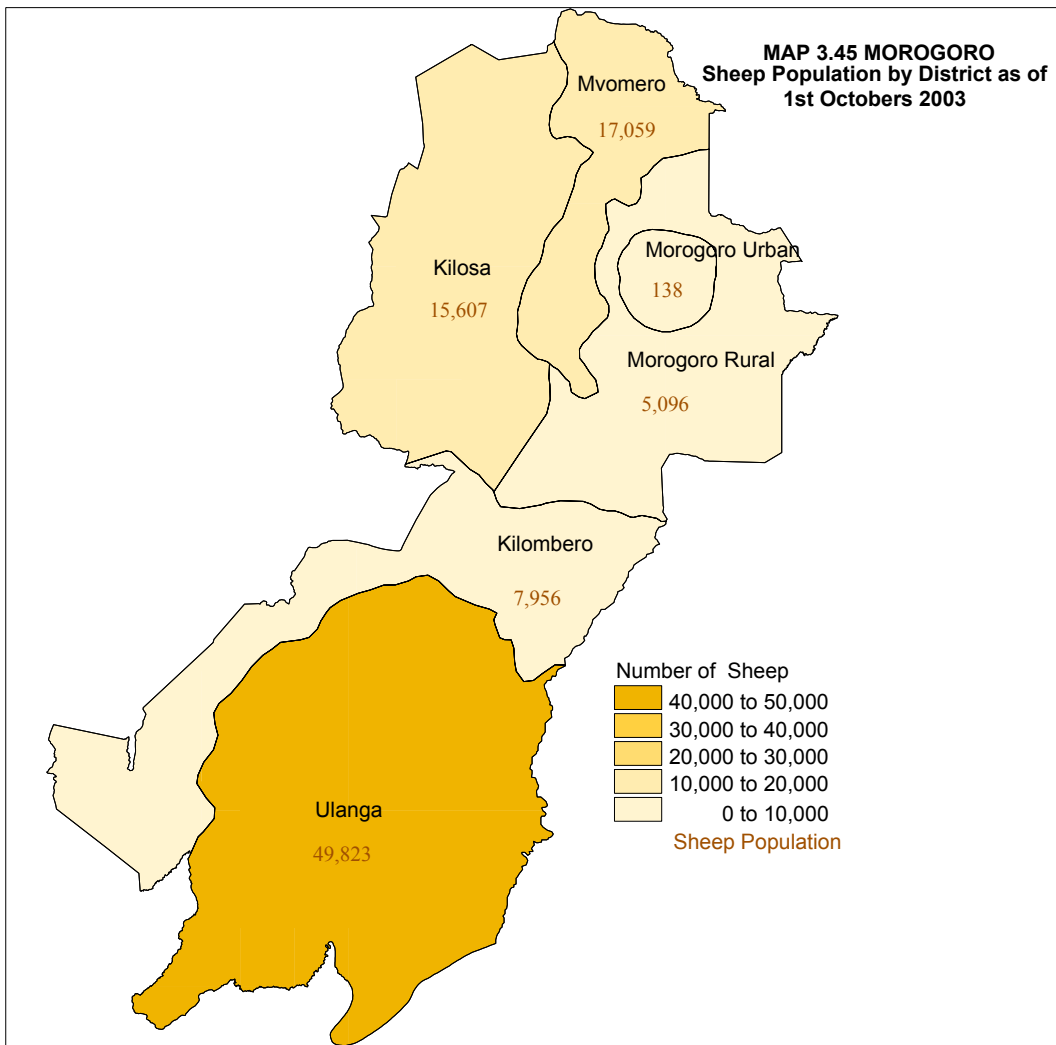 MAP 3.45 MOROGORO
Sheep Population by District as of
1st Octobers 2003
Mvomero
17,059
Morogoro Urban
138
Kilosa
15,607
Morogoro Rural
5,096
Kilombero
7,956
Ulanga
49,823
Number of Sheep
40,000 to 50,000
30,000 to 40,000
20,000 to 30,000
10,000 to 20,000
0 to 10,000
Sheep Population